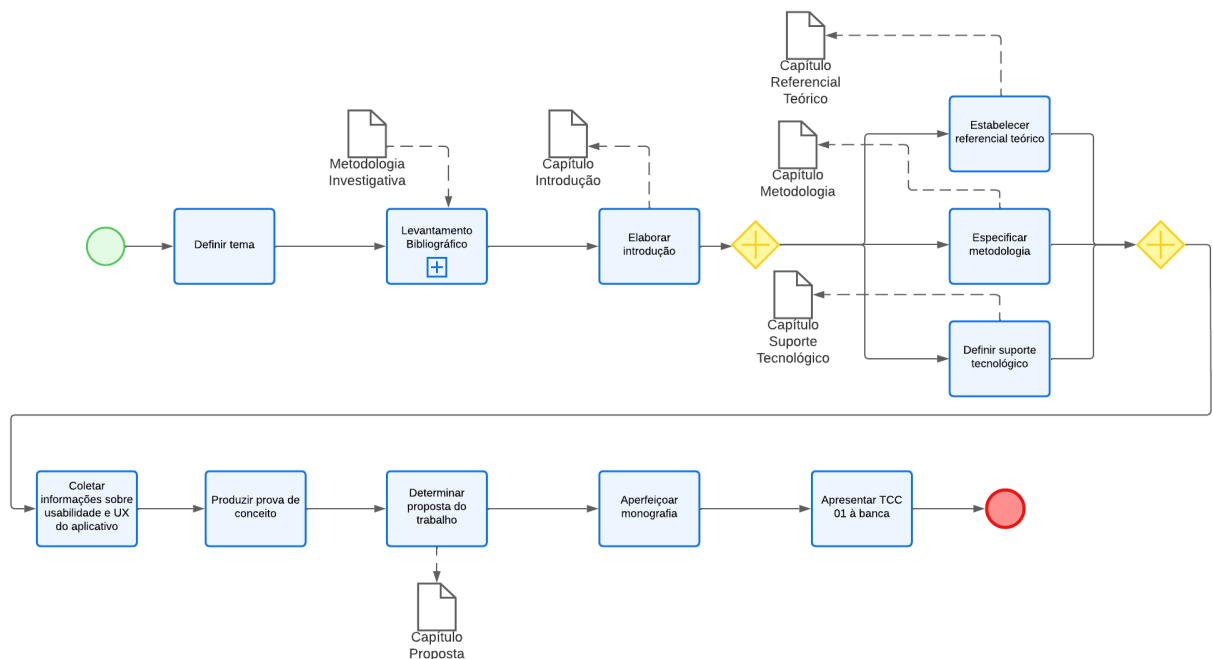 Capítulo
Referencial
Teórico
Estabelecer
referencial teórico
Metodologia
Investigativa
Capítulo
Introdução
Capítulo
Metodologia
Definir tema
Levantamento
Bibliográfico
Elaborar
introdução
Especificar
metodologia
Capítulo
Suporte
Tecnológico
Definir suporte
tecnológico
Coletar
informações sobre
usabilidade e UX
do aplicativo
Produzir prova de
conceito
Determinar
proposta do
trabalho
Aperfeiçoar
monografia
Apresentar TCC
01 à banca
Capítulo
Proposta